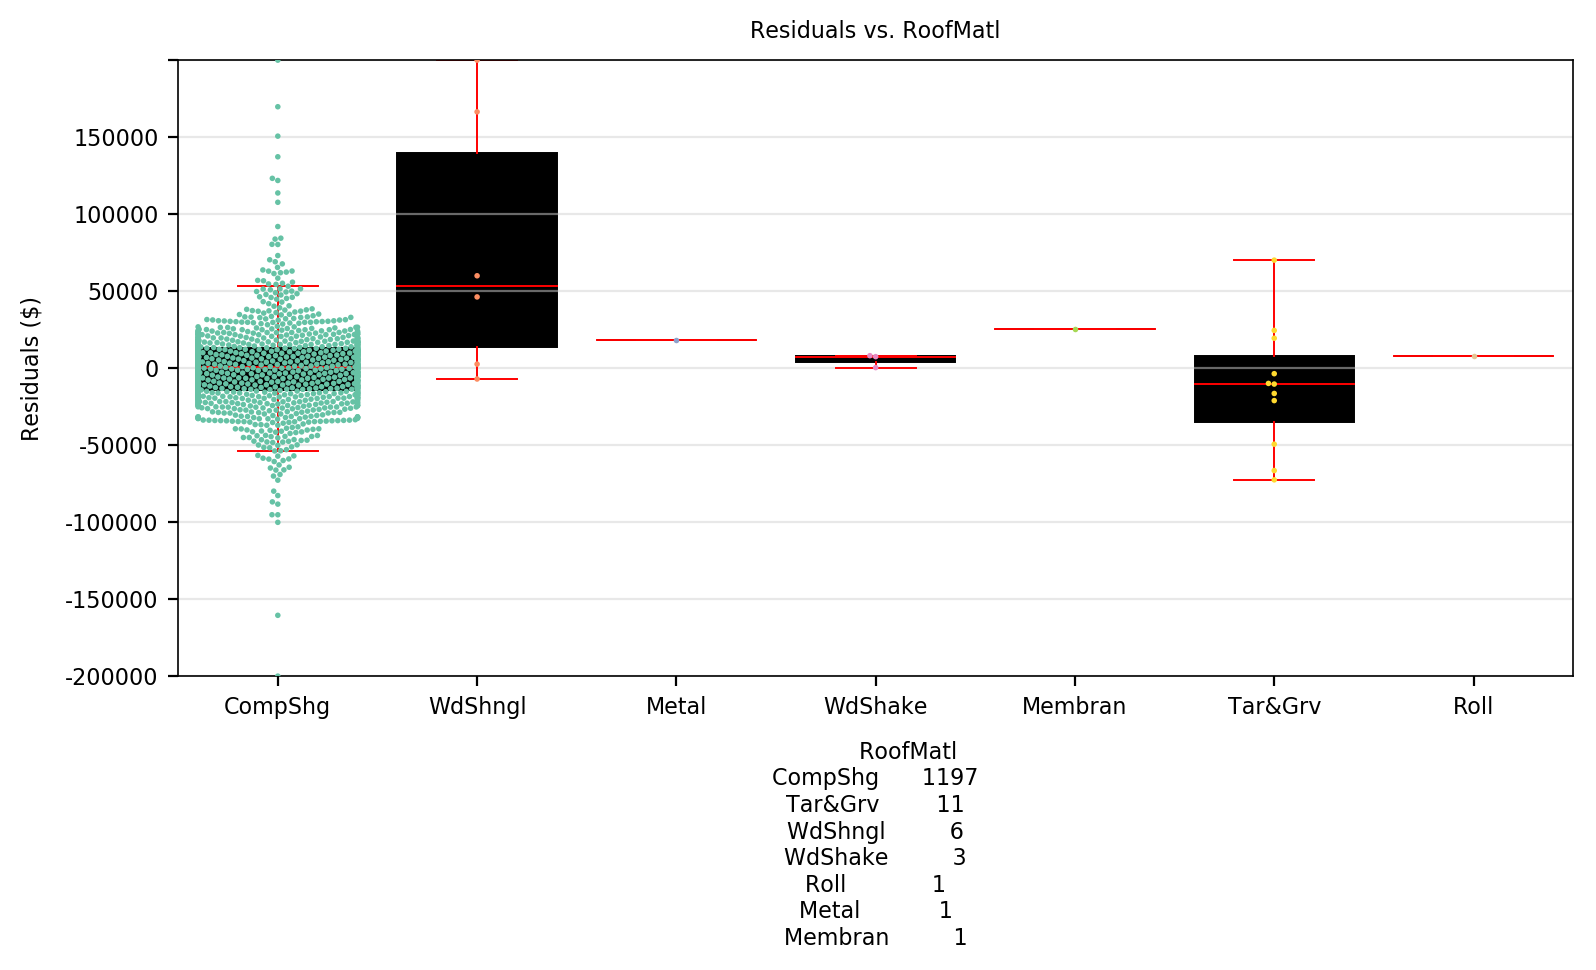 Residuals vs. RoofMatl
Residuals ($)
150000
100000
50000
0
-50000
-100000
-150000
-200000
CompShg WdShngl Metal WdShake Membran Tar&Grv Roll
RoofMatl
CompShg 1197
Tar&Grv 11
WdShngl 6
WdShake 3
Roll 1
Metal 1
Membran 1